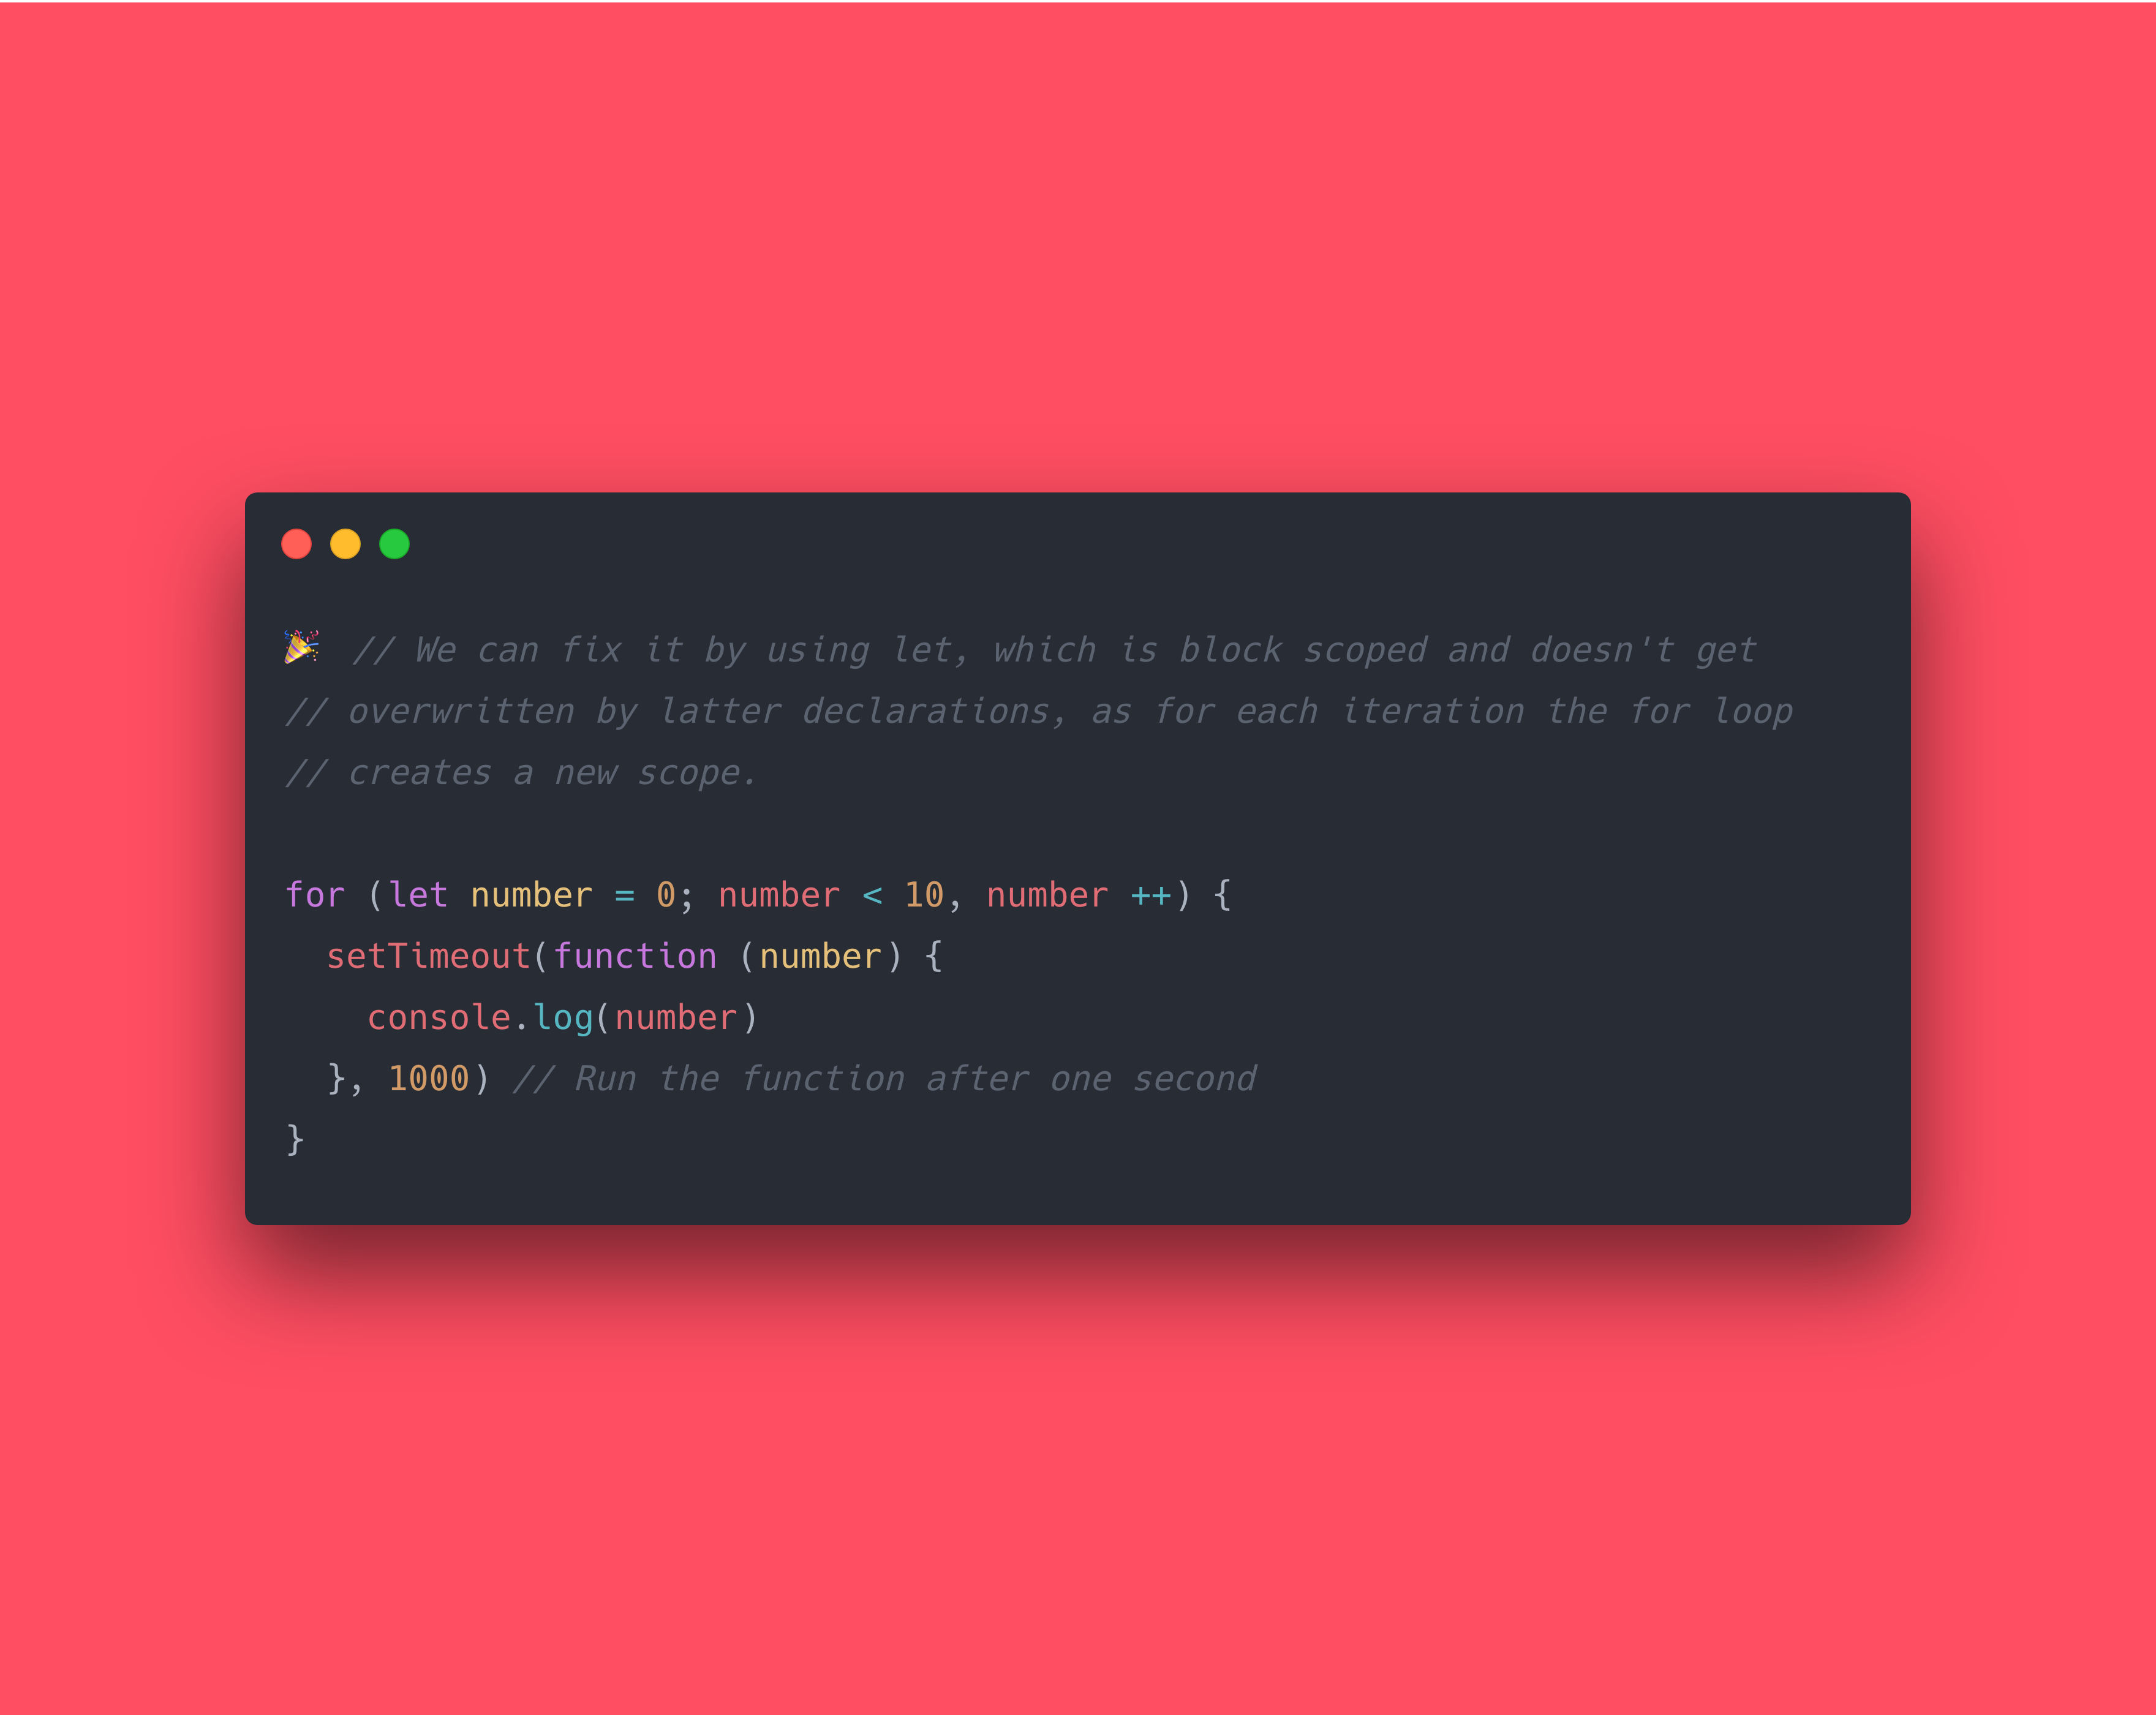 🎉 // We can fix it by using let, which is block scoped and doesn't get
// overwritten by latter declarations, as for each iteration the for loop
// creates a new scope.
for (let number = 0; number < 10, number ++) {
  setTimeout(function (number) {
    console.log(number)
  }, 1000) // Run the function after one second
}